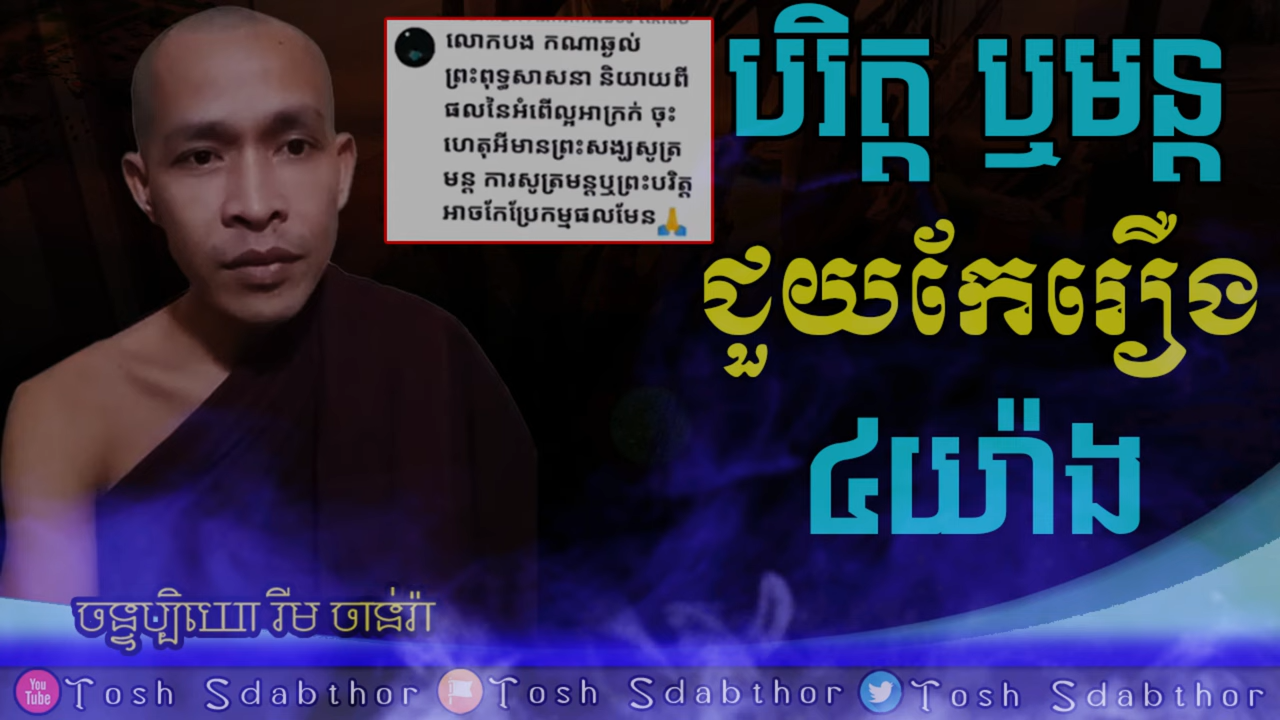 លោកបង កណាឆ្ងល់
ព្រះពុទ្ធសាសនា និយាយពី
ផលនៃអំពើល្អអាក្រក់ ចុះ
ហេតុអីមានព្រះសង្ឃសូត្រ
មន្ត ការសូត្រមន្តឬព្រះបរិត្ត
អាចកែប្រែកម្មផលមែន🙏
បរិត្ត ឬមន្ត
ជួយកែរឿង
៤យ៉ាង
ចន្ទប្បិយោ រីម ចាន់រ៉ា
You Tube Tosh Sdabthor Tosh Sdabthor Tosh Sdabthor